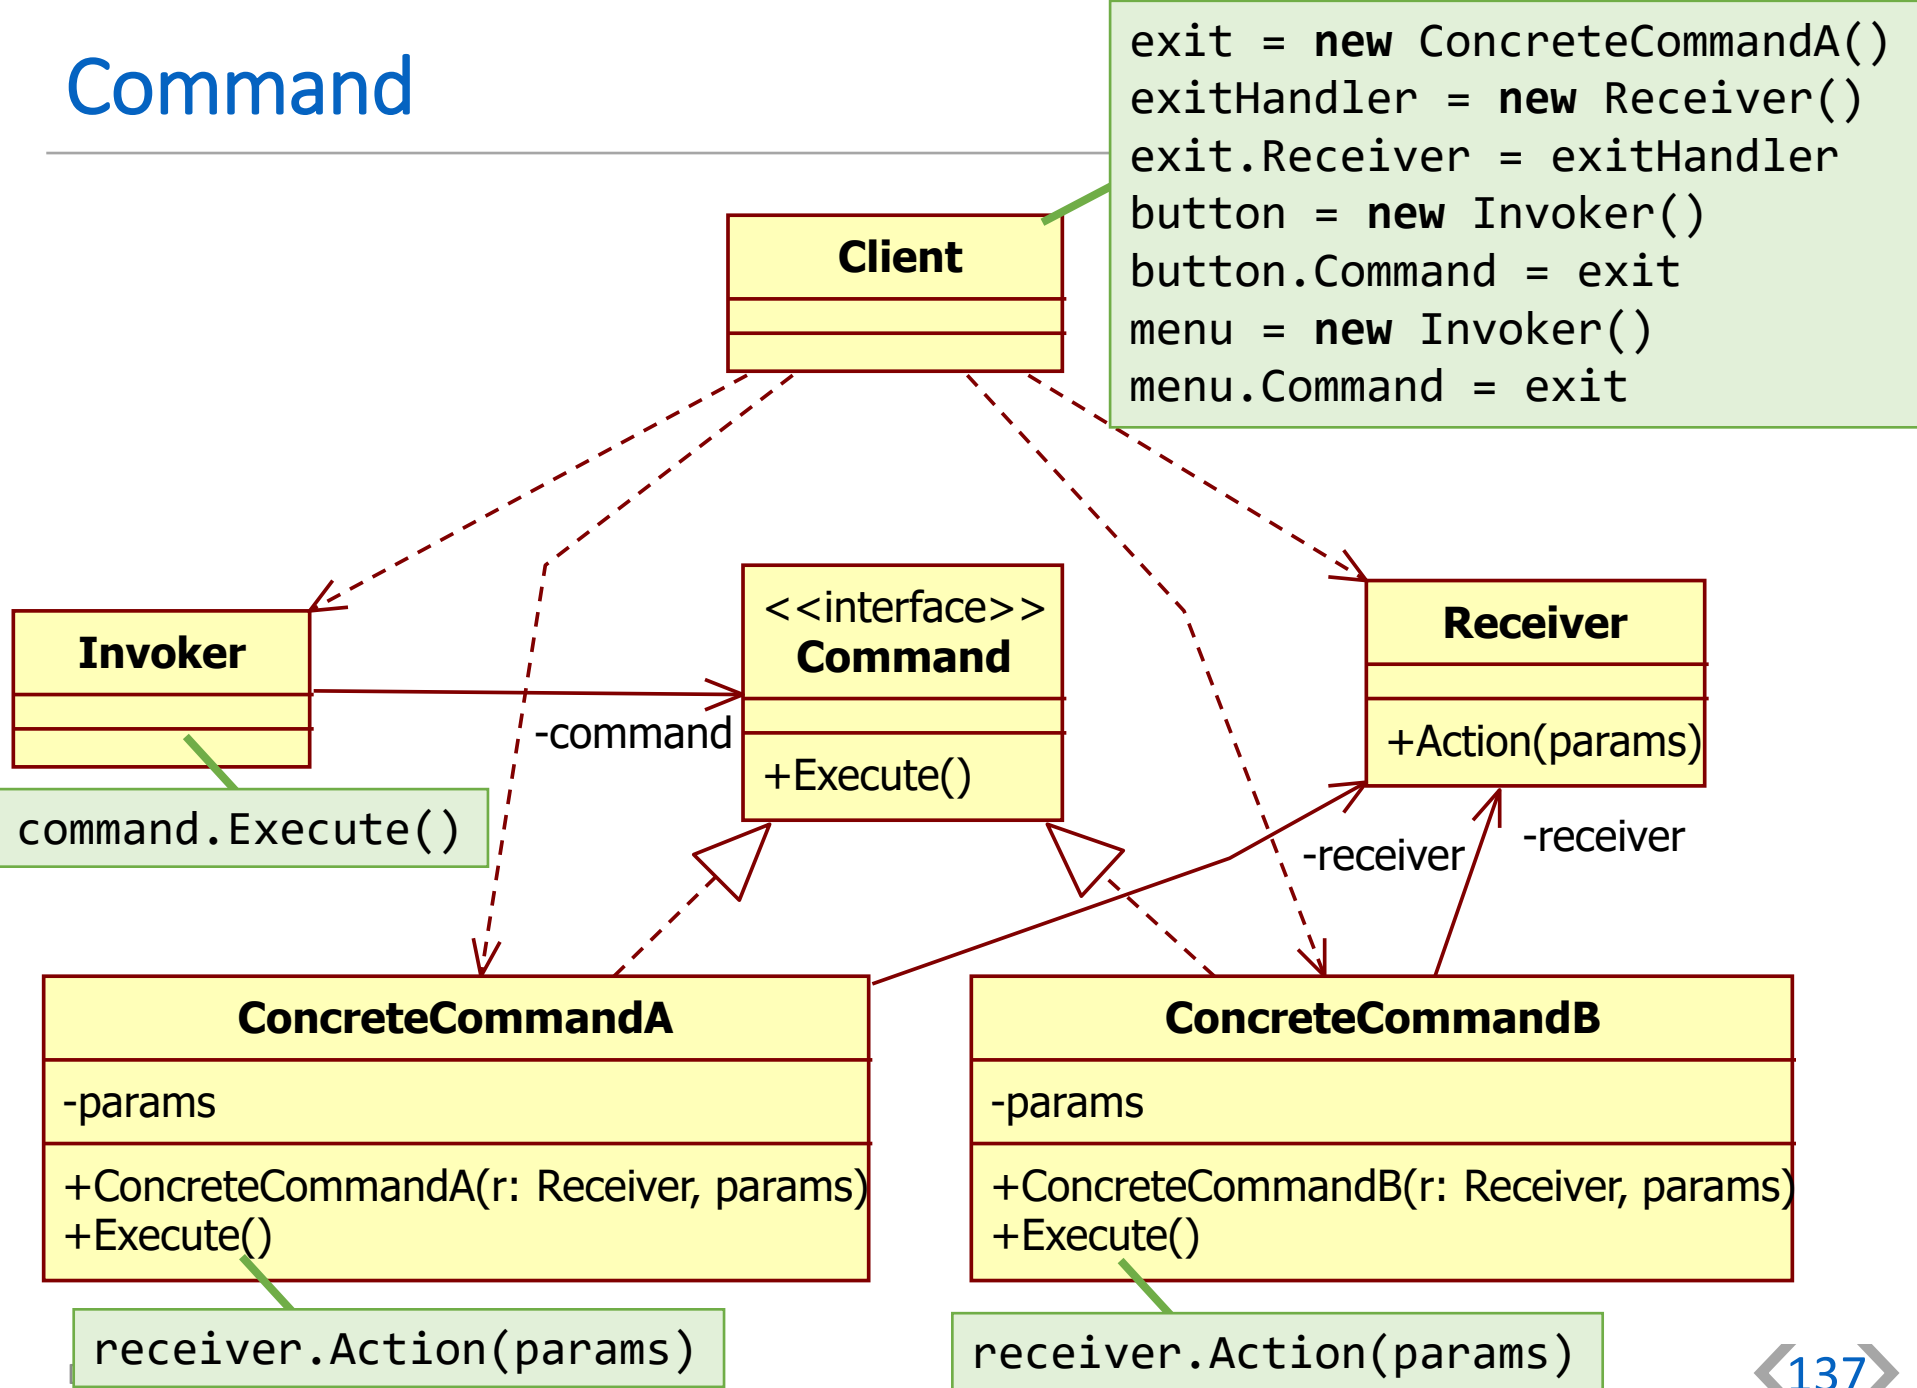 Command
exit = new ConcreteCommandA()
exitHandler = new Receiver()
exit.Receiver = exitHandler
button = new Invoker()
button.Command = exit
menu = new Invoker()
menu.Command = exit
Client
Invoker
<<interface>>
Command
+Execute()
Receiver
+Action(params)
-command
command.Execute()
-receiver
-receiver
ConcreteCommandA
-params
+ConcreteCommandA(r: Receiver, params)
+Execute()
ConcreteCommandB
-params
+ConcreteCommandB(r: Receiver, params)
+Execute()
receiver.Action(params)
receiver.Action(params)
137